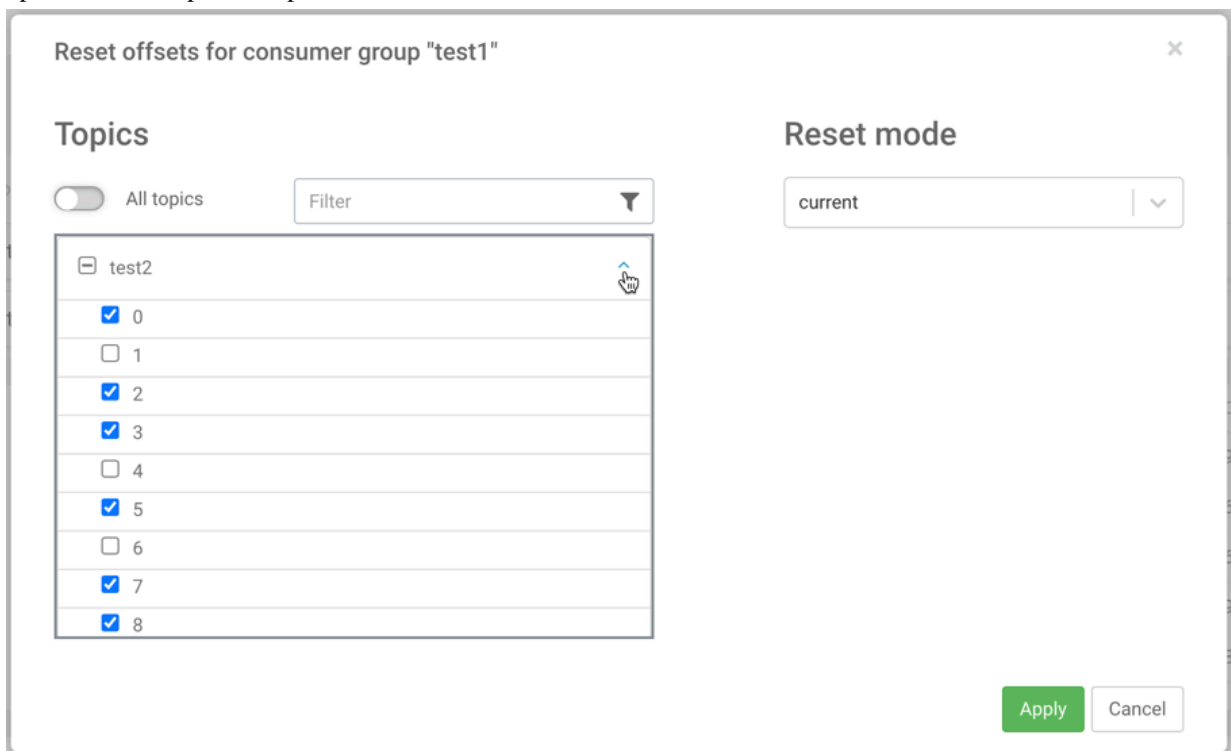 Reset offsets for consumer group "test1"
Topics
Reset mode
All topics
Filter
current
test2
0
1
2
3
4
5
6
7
8
Apply
Cancel